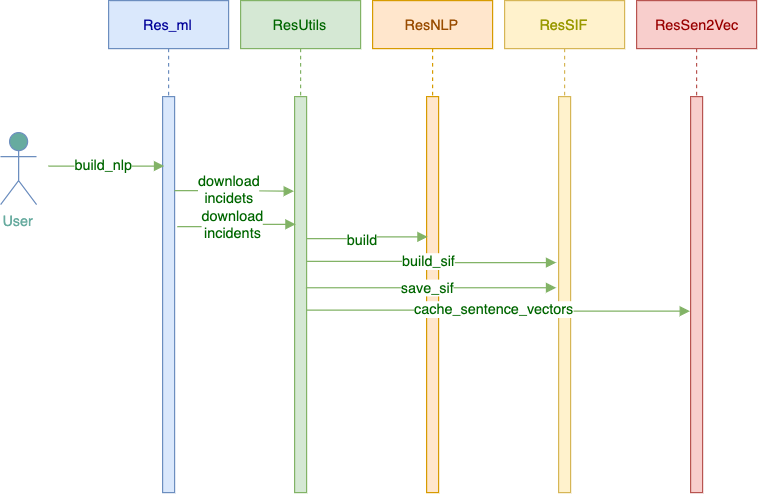 Res_ml
ResUtils
ResNLP
ResSIF
ResSen2Vec
build_nlp
download
incidets
download
incidents
User
build
build_sif
save_sif
cache_sentence_vectors